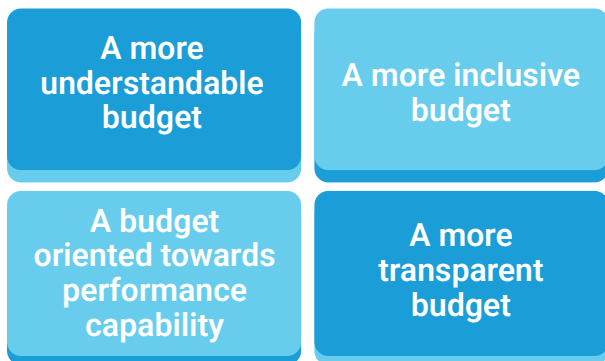 A more
understandable
budget
A more inclusive
budget
A budget
oriented towards
performance
capability
A more
transparent
budget